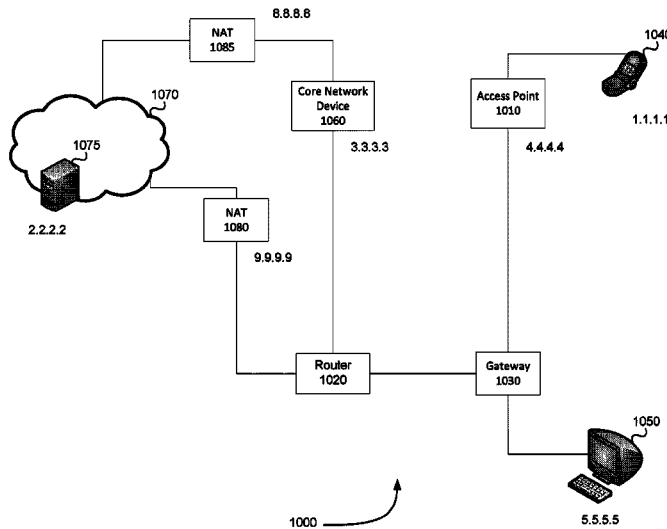 8.8.8.8
NAT
1085
1040
1070
Core Network
Device
1060
Access Point
1010
1.1.1.1
1075
3.3.3.3
4.4.4.4
NAT
1080
2.2.2.2
9.9.9.9
Router
1020
Gateway
1030
1050
1000
5.5.5.5